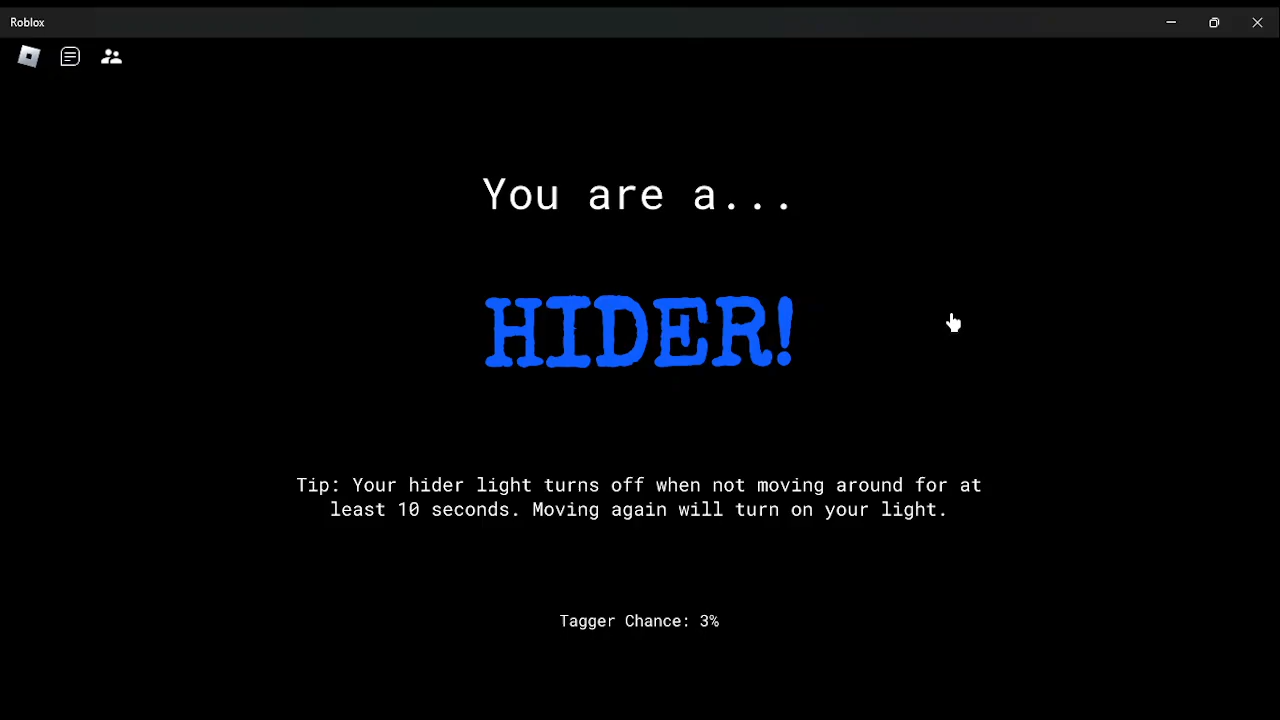 Roblox
You are a...
HIDER!
Tip: Your hider light turns off when not moving around for at
least 10 seconds. Moving again will turn on your light.
Tagger Chance: 3%